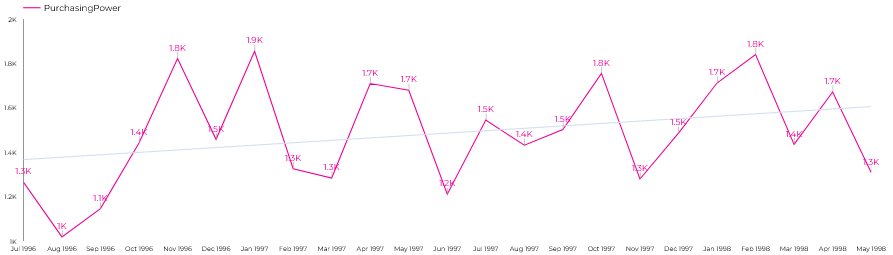 PurchasingPower
2K
1.8K
1.6K
1.4K
1.2K
1K
1.3K 1K 1.1K 1.4K 1.8K 1.5K 1.9K 1.3K 1.3K 1.7K 1.7K 1.2K 1.5K 1.4K 1.5K 1.8K 1.3K 1.5K 1.7K 1.8K 1.4K 1.7K 1.3K
Jul 1996 Aug 1996 Sep 1996 Oct 1996 Nov 1996 Dec 1996 Jan 1997 Feb 1997 Mar 1997 Apr 1997 May 1997 Jun 1997 Jul 1997 Aug 1997 Sep 1997 Oct 1997 Nov 1997 Dec 1997 Jan 1998 Feb 1998 Mar 1998 Apr 1998 May 1998